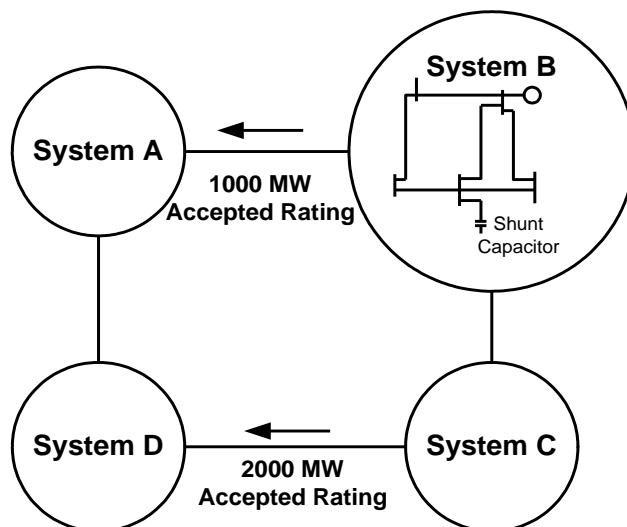 System B
System A
1000 MW
Accepted Rating
Shunt
Capacitor
System D
System C
2000 MW
Accepted Rating